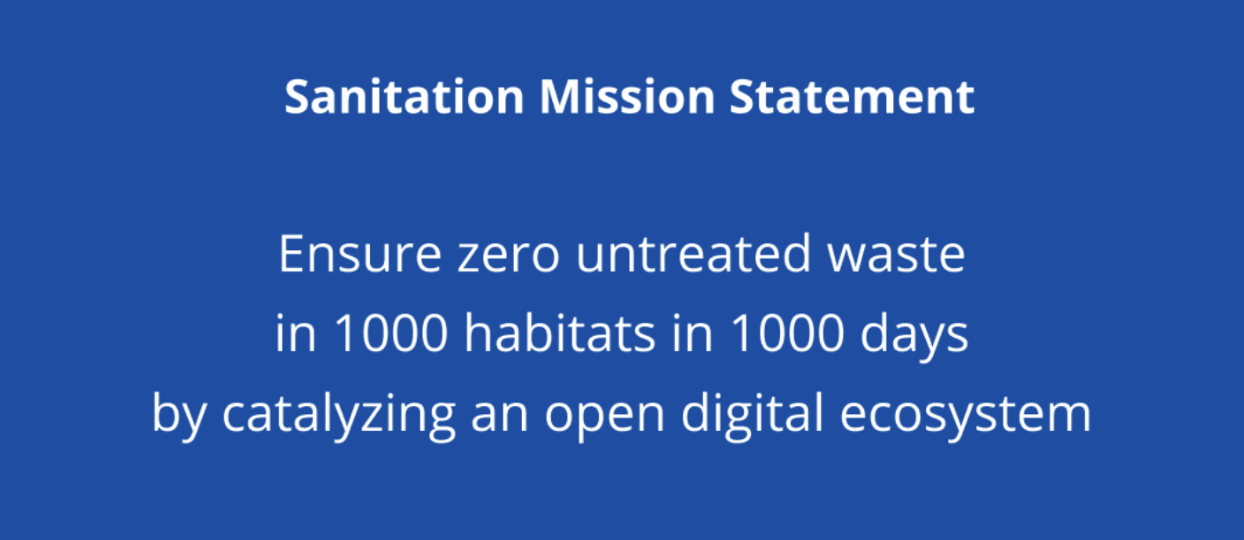 Sanitation Mission Statement
Ensure zero untreated waste
in 1000 habitats in 1000 days
by catalyzing an open digital ecosystem